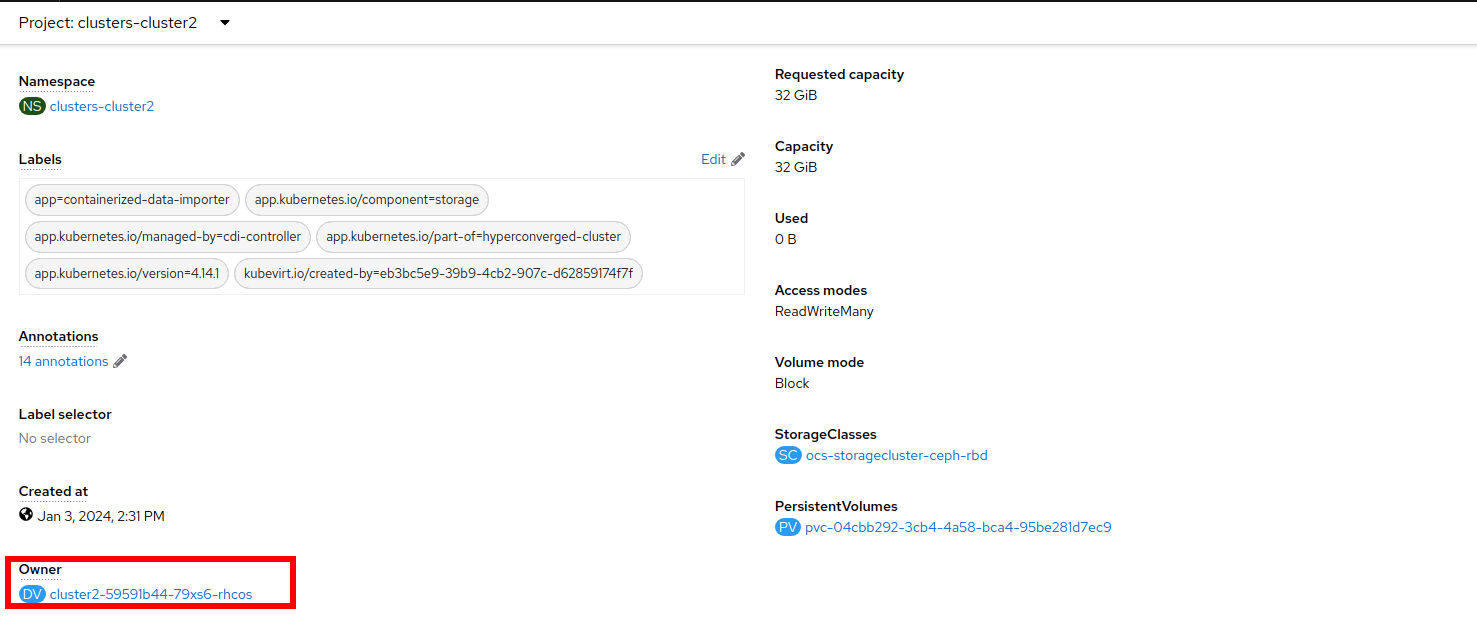 Project: clusters-cluster2
Namespace
NS clusters-cluster2
Labels
Edit
app=containerized-data-importer app.kubernetes.io/component=storage
app.kubernetes.io/managed-by=cdi-controller app.kubernetes.io/part-of=hyperconverged-cluster
app.kubernetes.io/version=4.14.1 kubevirt.io/created-by=eb3bc5e9-39b9-4cb2-907c-d62859174f7f
Annotations
14 annotations
Label selector
No selector
Created at
Jan 3, 2024, 2:31 PM
Owner
DV cluster2-59591b44-79xs6-rhcos
Requested capacity
32 GiB
Capacity
32 GiB
Used
0 B
Access modes
ReadWriteMany
Volume mode
Block
StorageClasses
SC ocs-storagecluster-ceph-rbd
PersistentVolumes
PV pvc-04cbb292-3cb4-4a58-bca4-95be281d7ec9